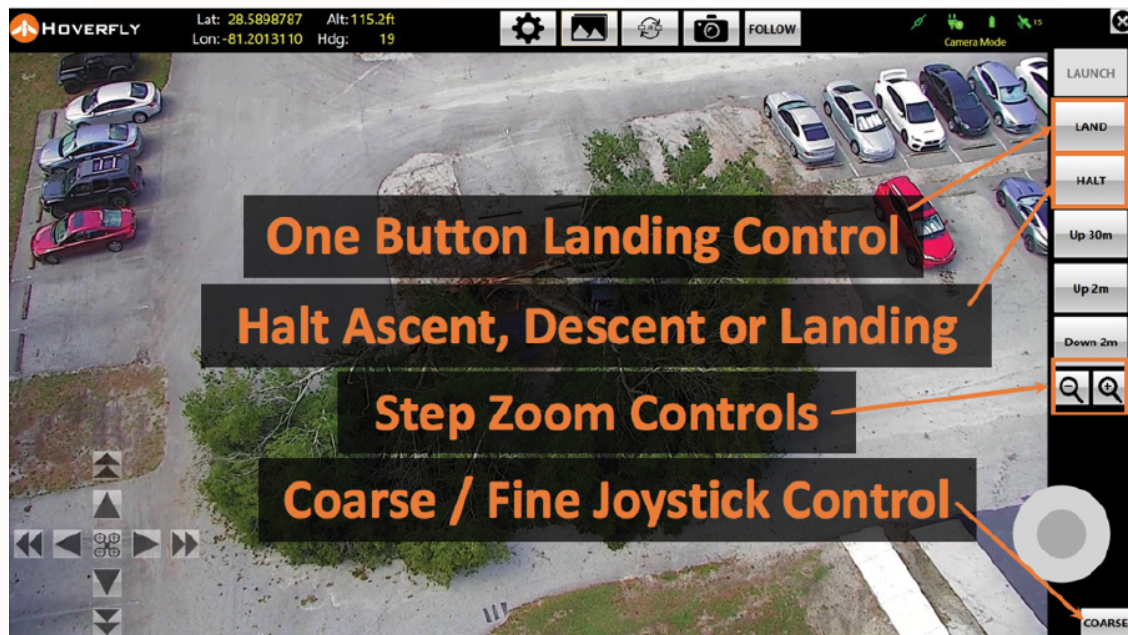 HOVERFLY
Lat: 28.5898787 Alt:115.2ft
Lon:-81.2013110 Hdg: 19
FOLLOW
15
Camera Mode
LAUNCH
LAND
HALT
Up 30m
Up 2m
Down 2m
One Button Landing Control
Halt Ascent, Descent or Landing
Step Zoom Controls
Coarse / Fine Joystick Control
COARSE